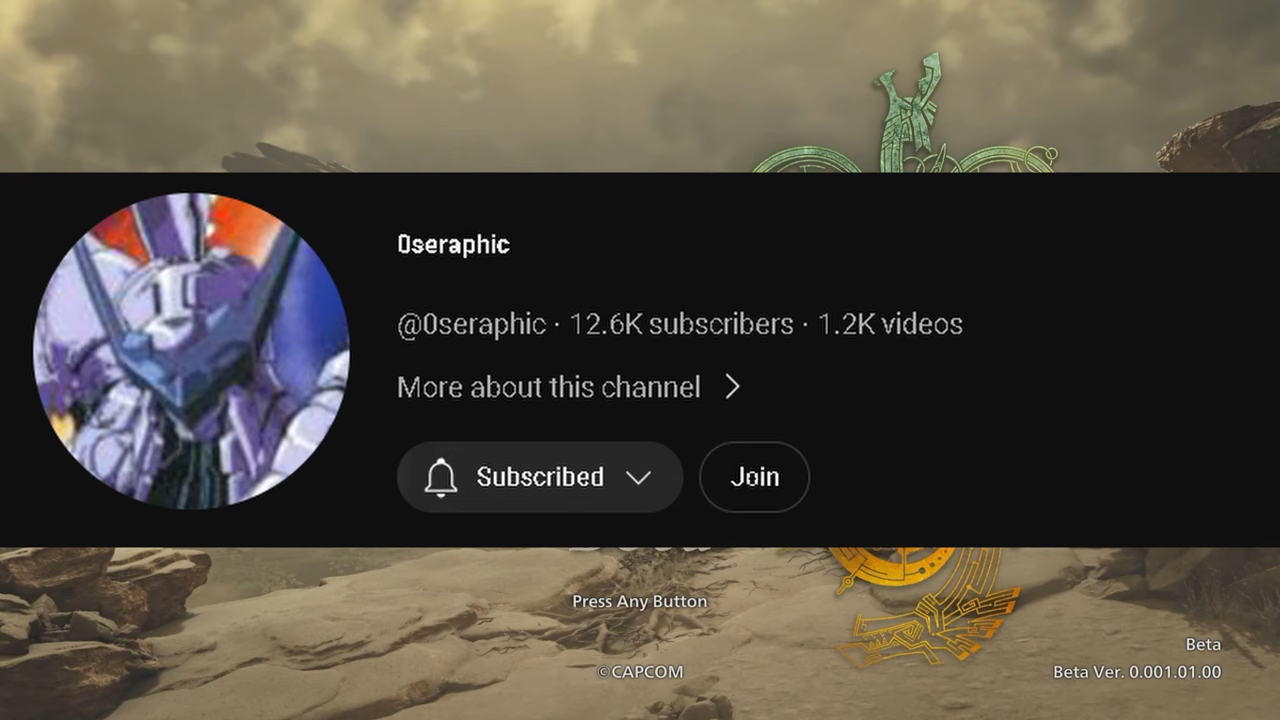 0seraphic
@0seraphic · 12.6K subscribers · 1.2K videos
More about this channel
Subscribed
Join
Press Any Button
©CAPCOM
Beta
Beta Ver. 0.001.01.00